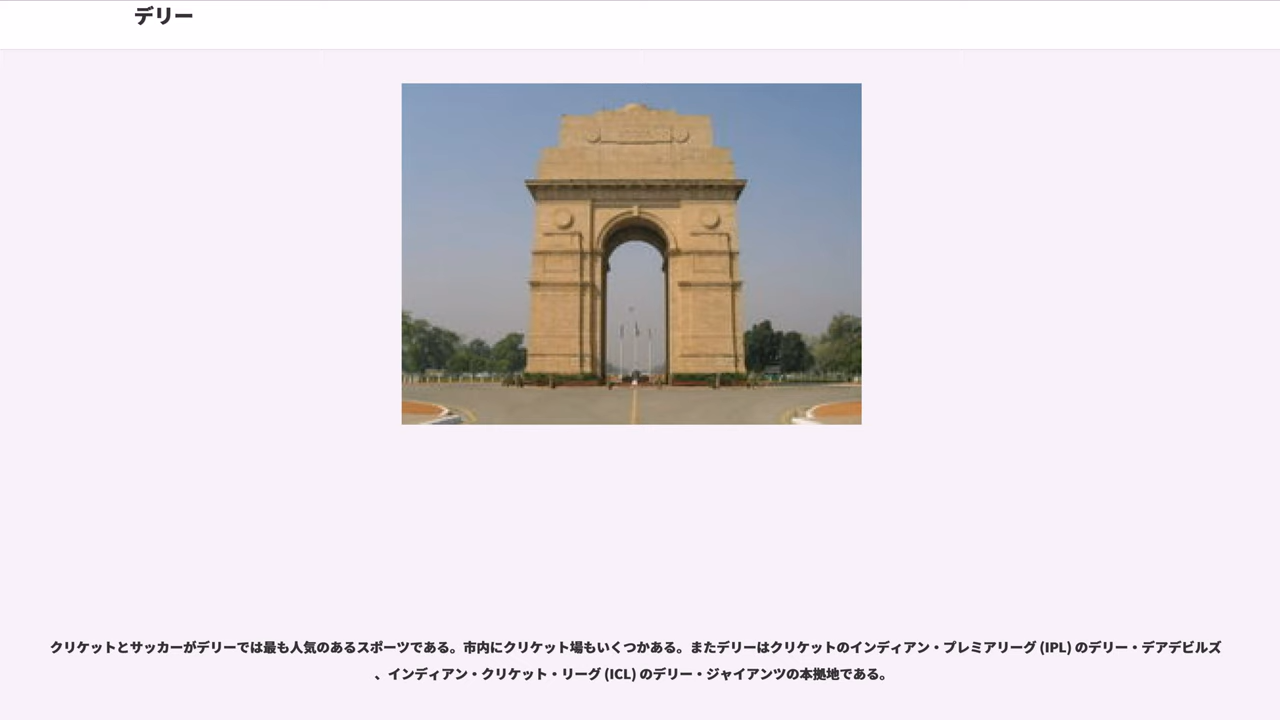 デリー
クリケットとサッカーがデリーでは最も人気のあるスポーツである。市内にクリケット場もいくつかある。またデリーはクリケットのインディアン・プレミアリーグ (IPL) のデリー・デアデビルズ
、インディアン・クリケット・リーグ (ICL) のデリー・ジャイアンツの本拠地である。